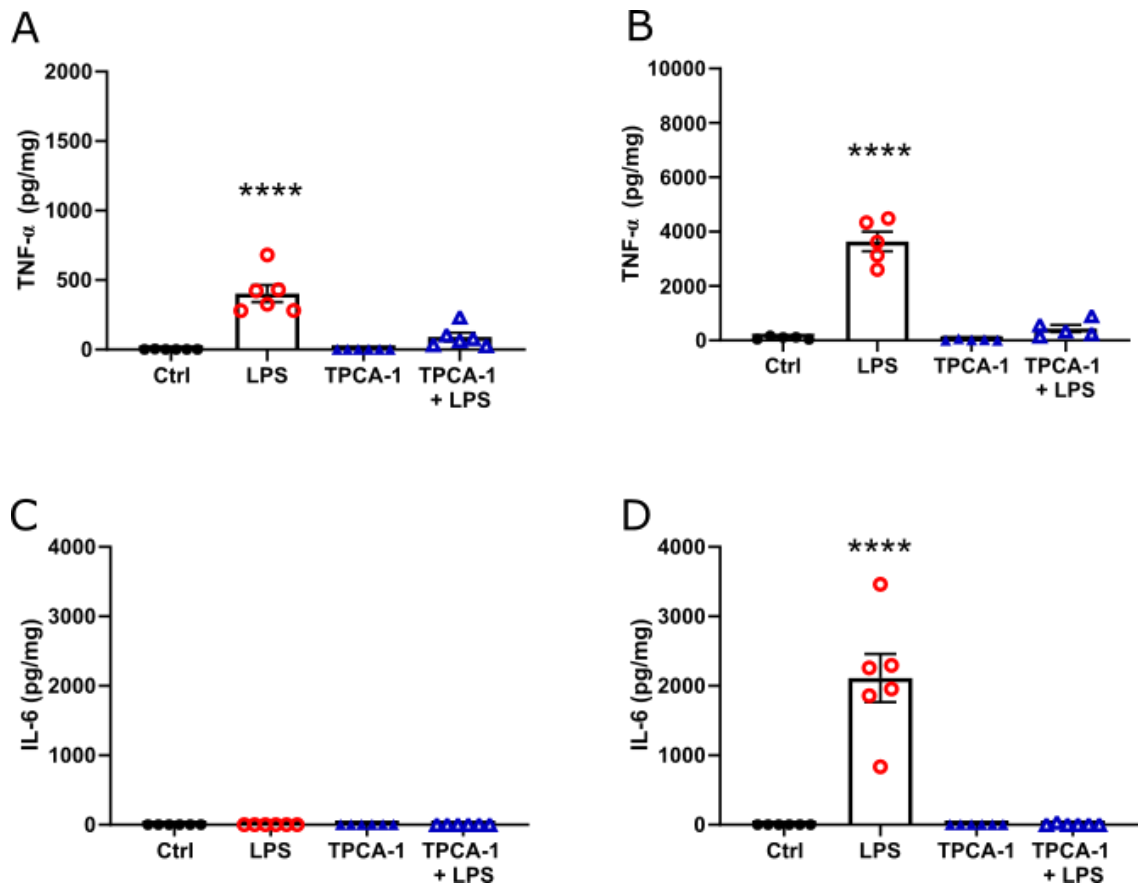 A
TNF-α (pg/mg)
2000
1500
1000
500
0
****
Ctrl LPS TPCA-1 TPCA-1
+ LPS
B
TNF-α (pg/mg)
10000
8000
6000
4000
2000
0
****
Ctrl LPS TPCA-1 TPCA-1
+ LPS
C
IL-6 (pg/mg)
4000
3000
2000
1000
0
Ctrl LPS TPCA-1 TPCA-1
+ LPS
D
IL-6 (pg/mg)
4000
3000
2000
1000
0
****
Ctrl LPS TPCA-1 TPCA-1
+ LPS